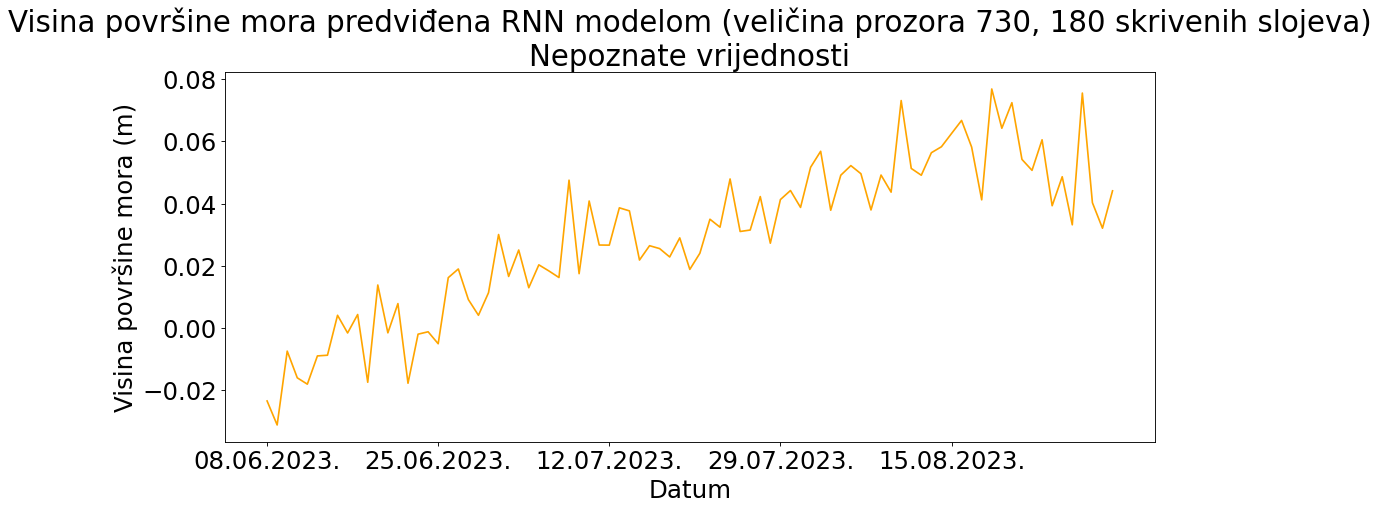 Visina površine mora predviđena RNN modelom (veličina prozora 730, 180 skrivenih slojeva)
Nepoznate vrijednosti
Visina površine mora (m)
0.08
0.06
0.04
0.02
0.00
−0.02
08.06.2023. 25.06.2023. 12.07.2023. 29.07.2023. 15.08.2023.
Datum